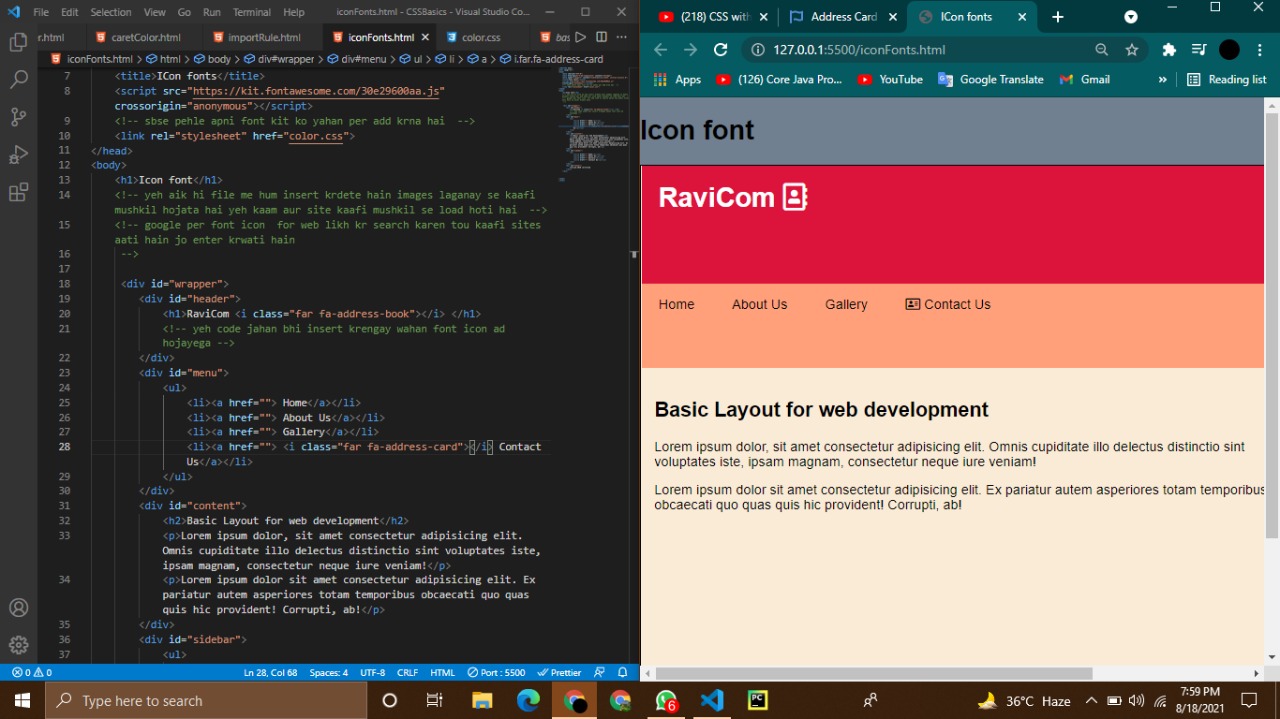 File Edit Selection View Go Run Terminal Help iconFonts.html - CSSBasics - Visual Studio Co...
r.html caretColor.html importRule.html iconFonts.html color.css bas
iconFonts.html > html > body > div#wrapper > div#menu > ul > li > a > i.far.fa-address-card
7 <title>ICon fonts</title>
8 <script src="https://kit.fontawesome.com/30e29600aa.js"
crossorigin="anonymous"></script>
9 <!-- sbse pehle apni font kit ko yahan per add krna hai -->
10 <link rel="stylesheet" href="color.css">
11 </head>
12 <body>
13 <h1>Icon font</h1>
14 <!-- yeh aik hi file me hum insert krdete hain images laganay se kaafi
mushkil hojata hai yeh kaam aur site kaafi mushkil se load hoti hai -->
15 <!-- google per font icon for web likh kr search karen tou kaafi sites
aati hain jo enter krwati hain
16 -->
17
18 <div id="wrapper">
19 <div id="header">
20 <h1>RaviCom <i class="far fa-address-book"></i> </h1>
21 <!-- yeh code jahan bhi insert krengay wahan font icon ad
hojayega -->
22 </div>
23 <div id="menu">
24 <ul>
25 <li><a href=""> Home</a></li>
26 <li><a href=""> About Us</a></li>
27 <li><a href=""> Gallery</a></li>
28 <li><a href=""> <i class="far fa-address-card"></i> Contact
Us</a></li>
29 </ul>
30 </div>
31 <div id="content">
32 <h2>Basic Layout for web development</h2>
33 <p>Lorem ipsum dolor, sit amet consectetur adipisicing elit.
Omnis cupiditate illo delectus distinctio sint voluptates iste,
ipsam magnam, consectetur neque iure veniam!</p>
34 <p>Lorem ipsum dolor sit amet consectetur adipisicing elit. Ex
pariatur autem asperiores totam temporibus obcaecati quo quas
quis hic provident! Corrupti, ab!</p>
35 </div>
36 <div id="sidebar">
37 <ul>
0 0 Ln 28, Col 68 Spaces: 4 UTF-8 CRLF HTML Port : 5500 Prettier
(218) CSS with Address Card ICon fonts
127.0.0.1:5500/iconFonts.html
Apps (126) Core Java Pro... YouTube Google Translate Gmail » Reading list
Icon font
RaviCom
Home About Us Gallery Contact Us
Basic Layout for web development
Lorem ipsum dolor, sit amet consectetur adipisicing elit. Omnis cupiditate illo delectus distinctio sint
voluptates iste, ipsam magnam, consectetur neque iure veniam!
Lorem ipsum dolor sit amet consectetur adipisicing elit. Ex pariatur autem asperiores totam temporibus
obcaecati quo quas quis hic provident! Corrupti, ab!
Type here to search 6 PC 36°C Haze 7:59 PM
8/18/2021